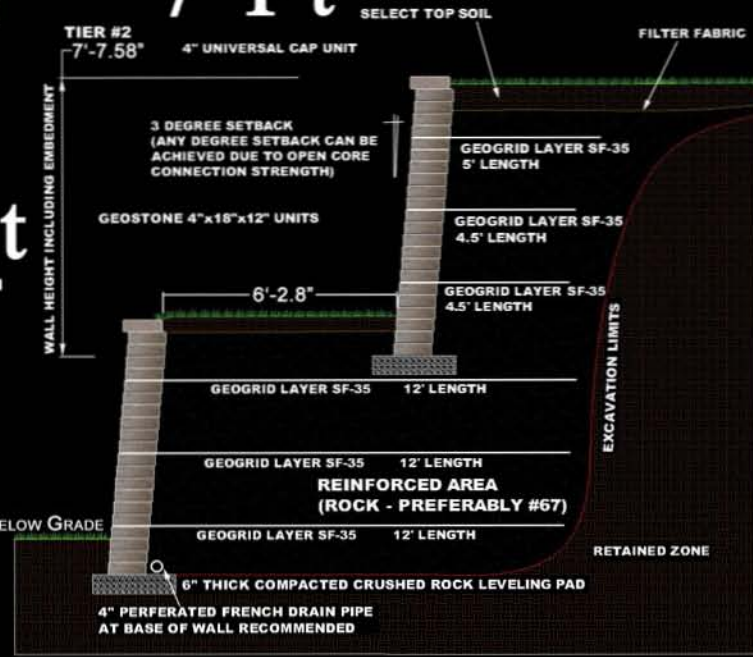 7 Ft
SELECT TOP SOIL
TIER #2
7'-7.58"
4" UNIVERSAL CAP UNIT
FILTER FABRIC
WALL HEIGHT INCLUDING EMBEDMENT
3 DEGREE SETBACK
(ANY DEGREE SETBACK CAN BE
ACHIEVED DUE TO OPEN CORE
CONNECTION STRENGTH)
GEOGRID LAYER SF-35
5' LENGTH
GEOSTONE 4"x18"x12" UNITS
GEOGRID LAYER SF-35
4.5' LENGTH
6'-2.8"
GEOGRID LAYER SF-35
4.5' LENGTH
EXCAVATION LIMITS
GEOGRID LAYER SF-35 12' LENGTH
GEOGRID LAYER SF-35 12' LENGTH
REINFORCED AREA
(ROCK - PREFERABLY #67)
GRADE
GEOGRID LAYER SF-35 12' LENGTH
RETAINED ZONE
6" THICK COMPACTED CRUSHED ROCK LEVELING PAD
4" PERFERATED FRENCH DRAIN PIPE
AT BASE OF WALL RECOMMENDED